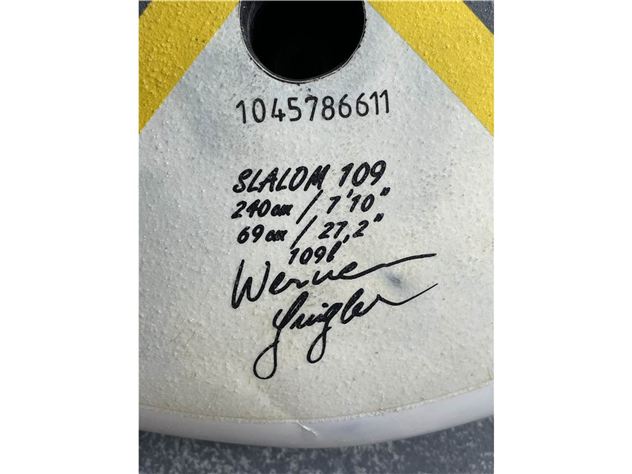 1045786611
SLALOM 109
240cm / 7'10"
69cm / 27,2"
109l
Werner